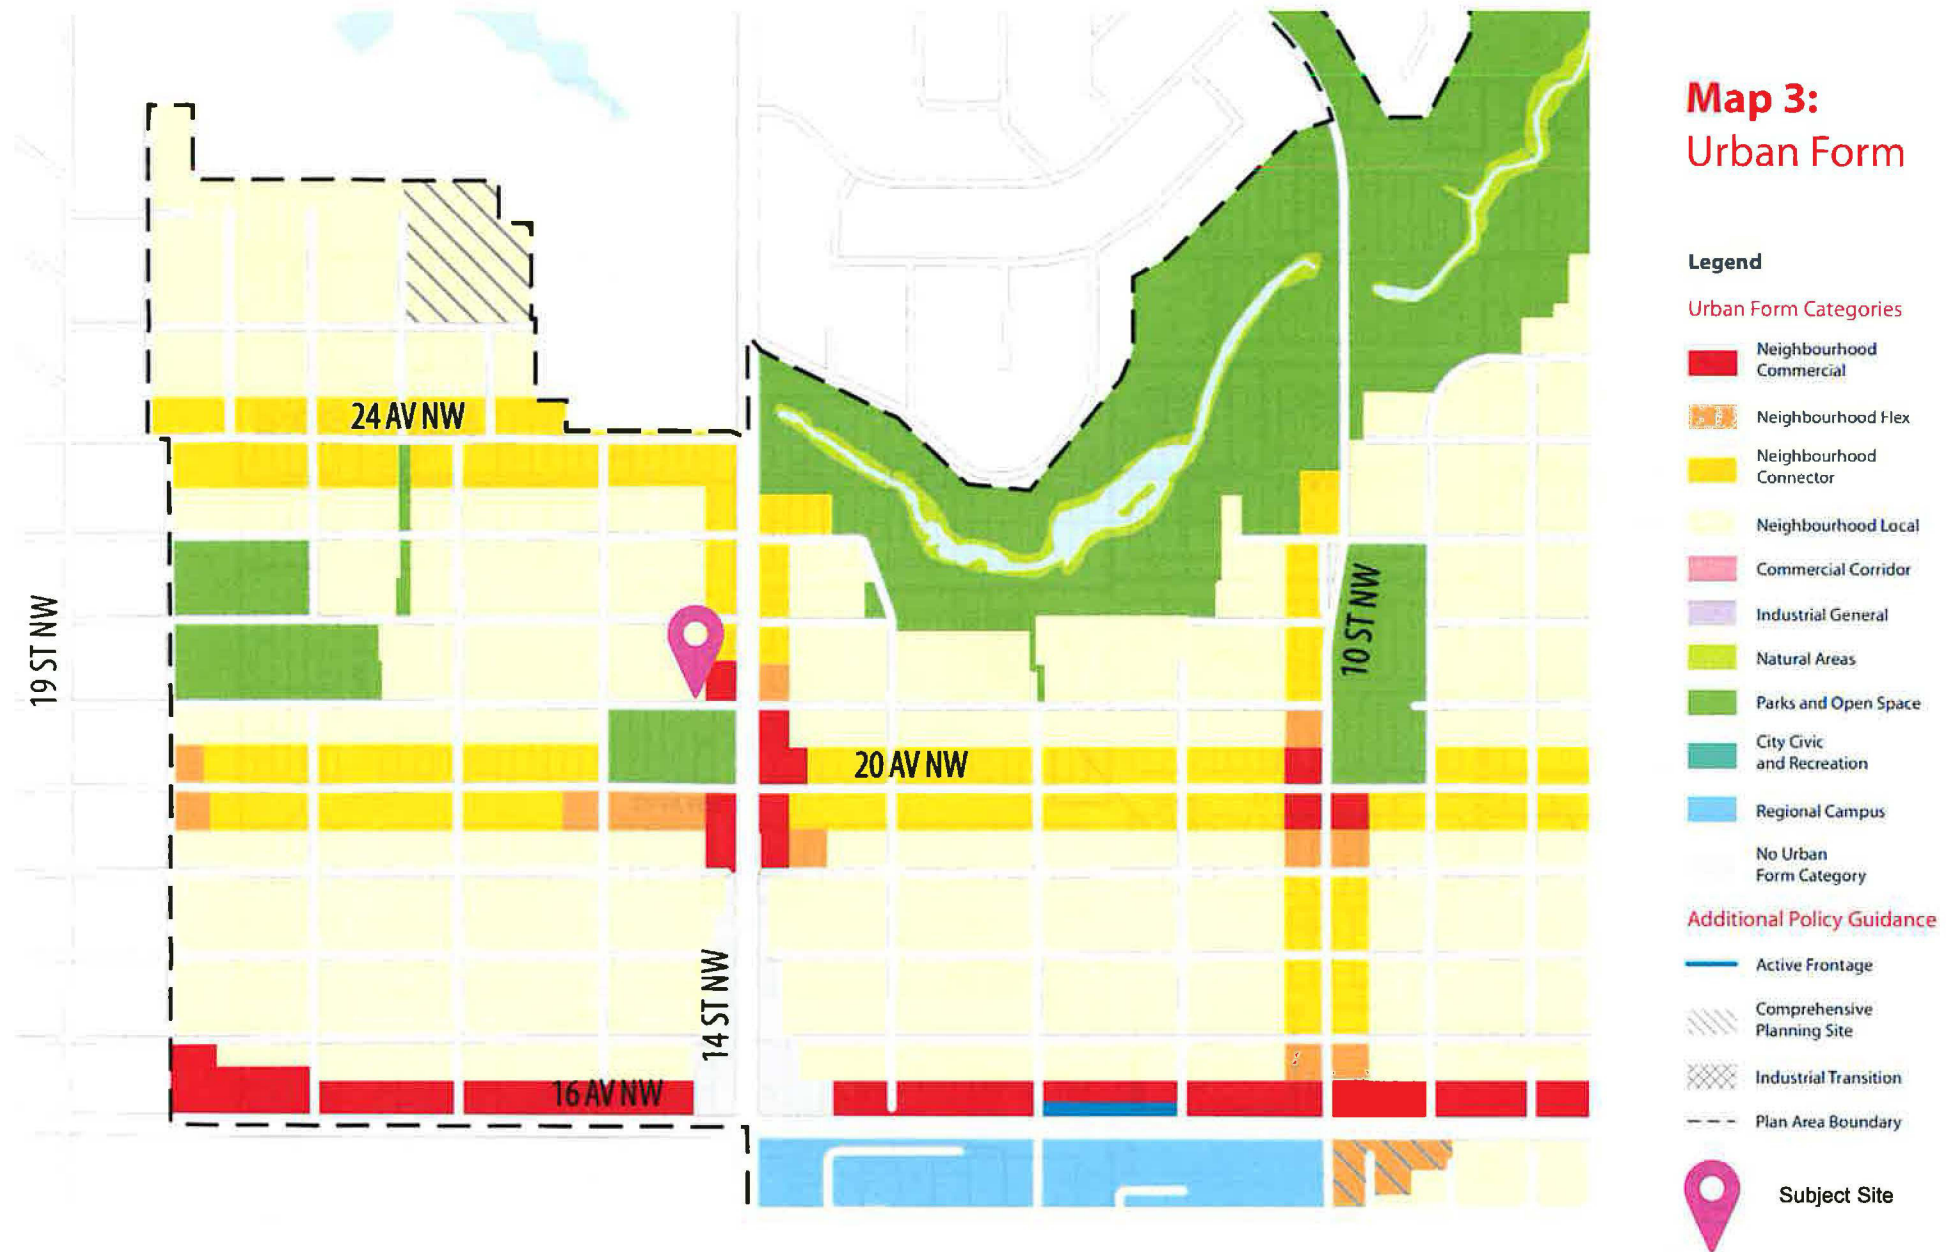 Map 3:
Urban Form
Legend
Urban Form Categories
Neighbourhood
Commercial
Neighbourhood Flex
Neighbourhood
Connector
Neighbourhood Local
Commercial Corridor
Industrial General
Natural Areas
Parks and Open Space
City Civic
and Recreation
Regional Campus
No Urban
Form Category
Additional Policy Guidance
Active Frontage
Comprehensive
Planning Site
Industrial Transition
Plan Area Boundary
Subject Site
24 AV NW
19 ST NW
10 ST NW
20 AV NW
14 ST NW
16 AV NW